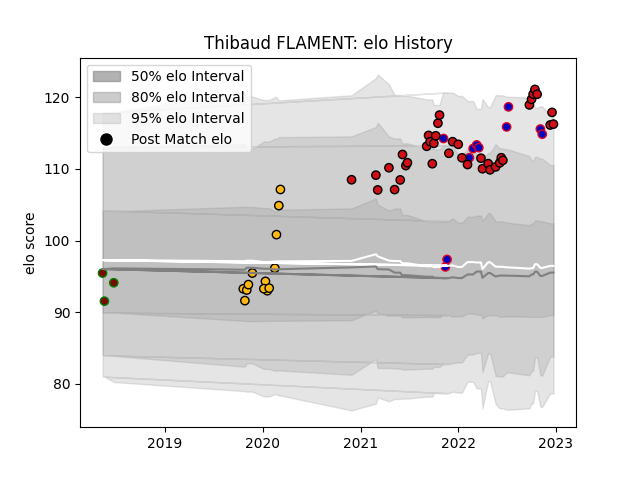 Thibaud FLAMENT: elo History
50% elo Interval
80% elo Interval
95% elo Interval
Post Match elo
elo score
120
110
100
90
80
2019
2020
2021
2022
2023